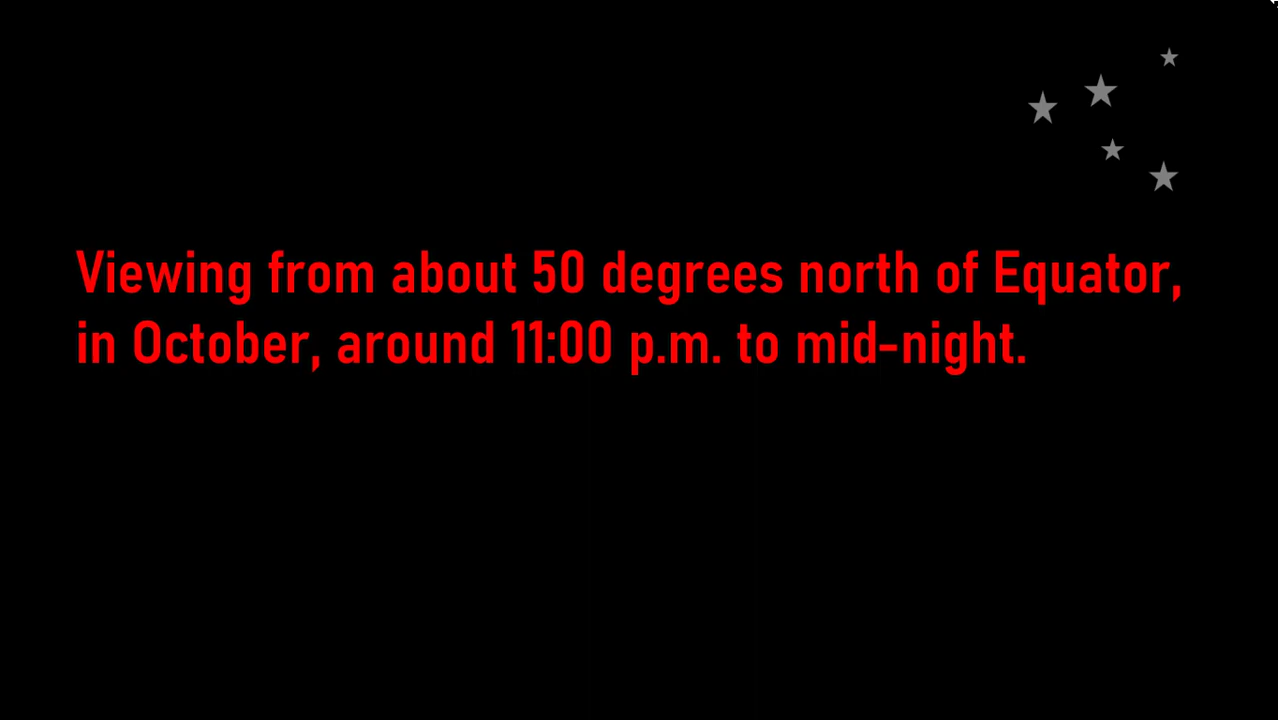 Viewing from about 50 degrees north of Equator,
in October, around 11:00 p.m. to mid-night.